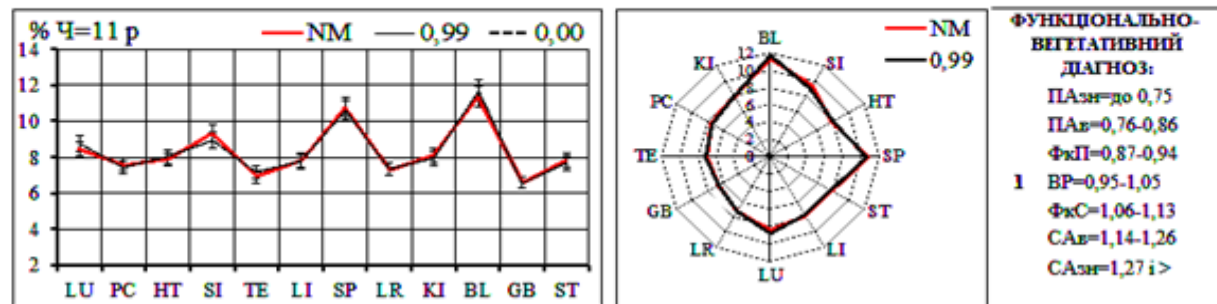 % Ч=11 р NM 0,99 0,00
14
12
10
8
6
4
2
LU PC HT SI TE LI SP LR KI BL GB ST
NM
0,99
BL
KI SI
PC HT
TE SP
GB ST
LR LI
LU
12
10
8
6
4
2
0
ФУНКЦІОНАЛЬНО-
ВЕГЕТАТИВНИЙ
ДІАГНОЗ:
ПАзн=до 0,75
ПАв=0,76-0,86
ФкП=0,87-0,94
1 ВР=0,95-1,05
ФкС=1,06-1,13
САв=1,14-1,26
САзн=1,27 і >